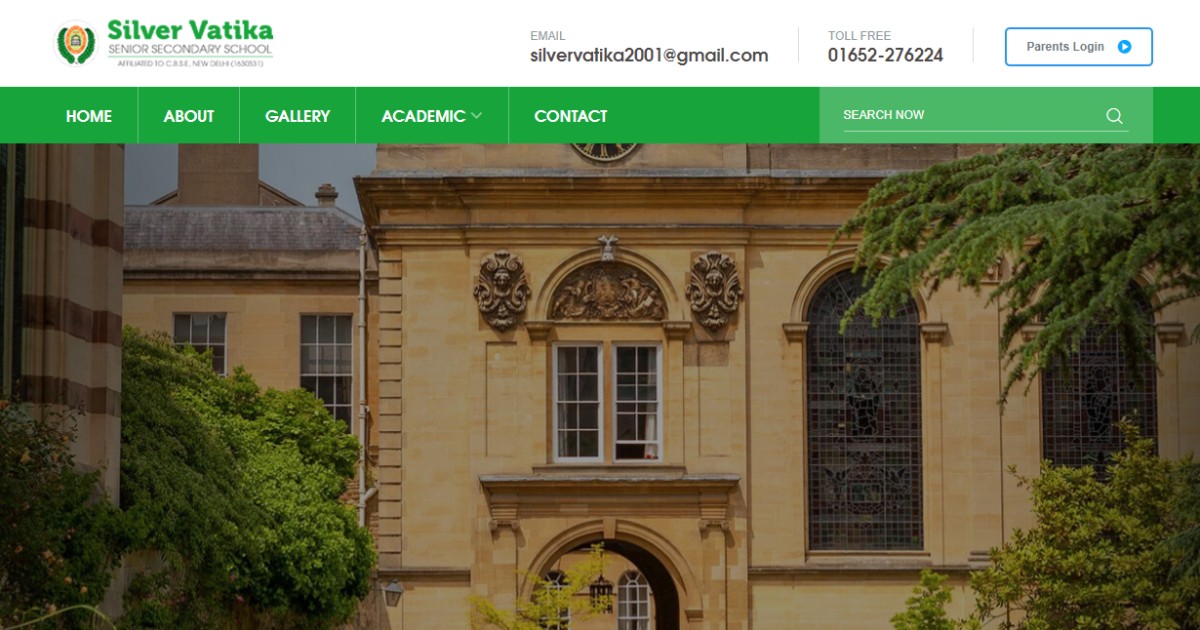 Silver Vatika
SENIOR SECONDARY SCHOOL
AFFILIATED TO C.B.S.E., NEW DELHI (1630531)
EMAIL
silvervatika2001@gmail.com
TOLL FREE
01652-276224
Parents Login
HOME
ABOUT
GALLERY
ACADEMIC
CONTACT
SEARCH NOW